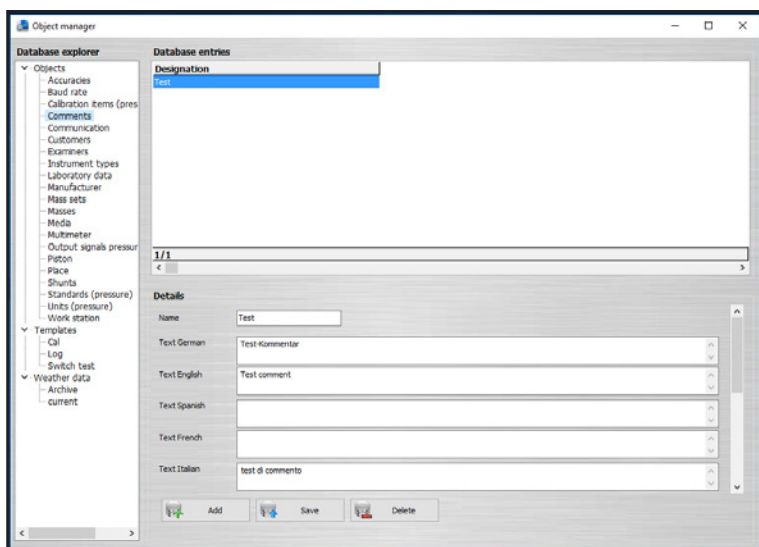 Object manager
Database explorer
Objects
Accuracies
Baud rate
Calibration items (pres
Comments
Communication
Customers
Examiners
Instrument types
Laboratory data
Manufacturer
Mass sets
Masses
Media
Multimeter
Output signals pressur
Piston
Place
Shunts
Standards (pressure)
Units (pressure)
Work station
Templates
Cal
Log
Switch test
Weather data
Archive
current
Database entries
Designation
Test
1/1
Details
Name Test
Text German Test-Kommentar
Text English Test comment
Text Spanish
Text French
Text Italian test di commento
Add Save Delete